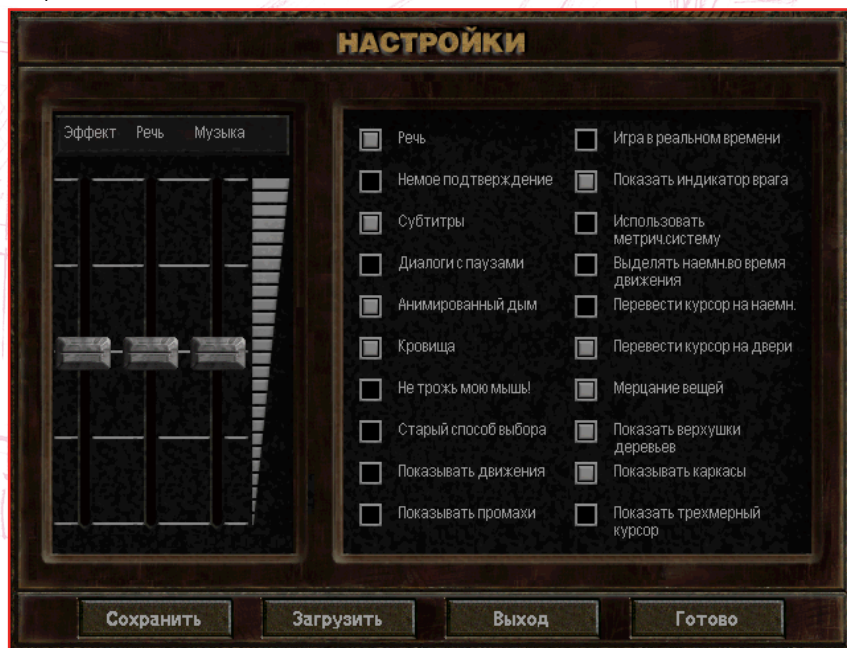 НАСТРОЙКИ
Эффект Речь Музыка
Речь
Немое подтверждение
Субтитры
Диалоги с паузами
Анимированный дым
Кровища
Не трожь мою мышь!
Старый способ выбора
Показывать движения
Показывать промахи
Игра в реальном времени
Показать индикатор врага
Использовать
метрич.систему
Выделять наемн.во время
движения
Перевести курсор на наемн.
Перевести курсор на двери
Мерцание вещей
Показать верхушки
деревьев
Показывать каркасы
Показать трехмерный
курсор
Сохранить Загрузить Выход Готово